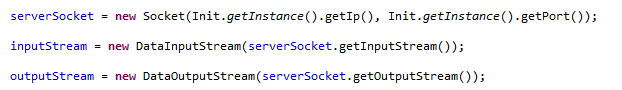 serverSocket = new Socket(Init.getInstance().getIp(), Init.getInstance().getPort());
inputStream = new DataInputStream(serverSocket.getInputStream());
outputStream = new DataOutputStream(serverSocket.getOutputStream());